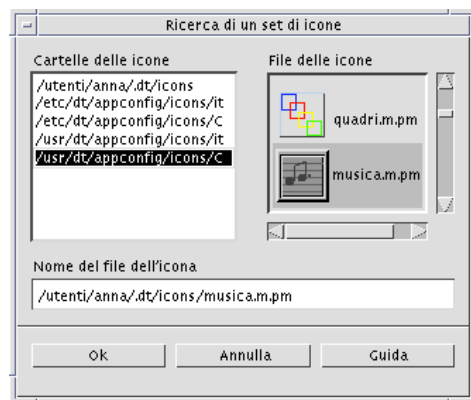 Ricerca di un set di icone
Cartelle delle icone
/utenti/anna/.dt/icons
/etc/dt/appconfig/icons/it
/etc/dt/appconfig/icons/C
/usr/dt/appconfig/icons/it
/usr/dt/appconfig/icons/C
File delle icone
quadri.m.pm
musica.m.pm
Nome del file dell'icona
/utenti/anna/.dt/icons/musica.m.pm
Ok
Annulla
Guida